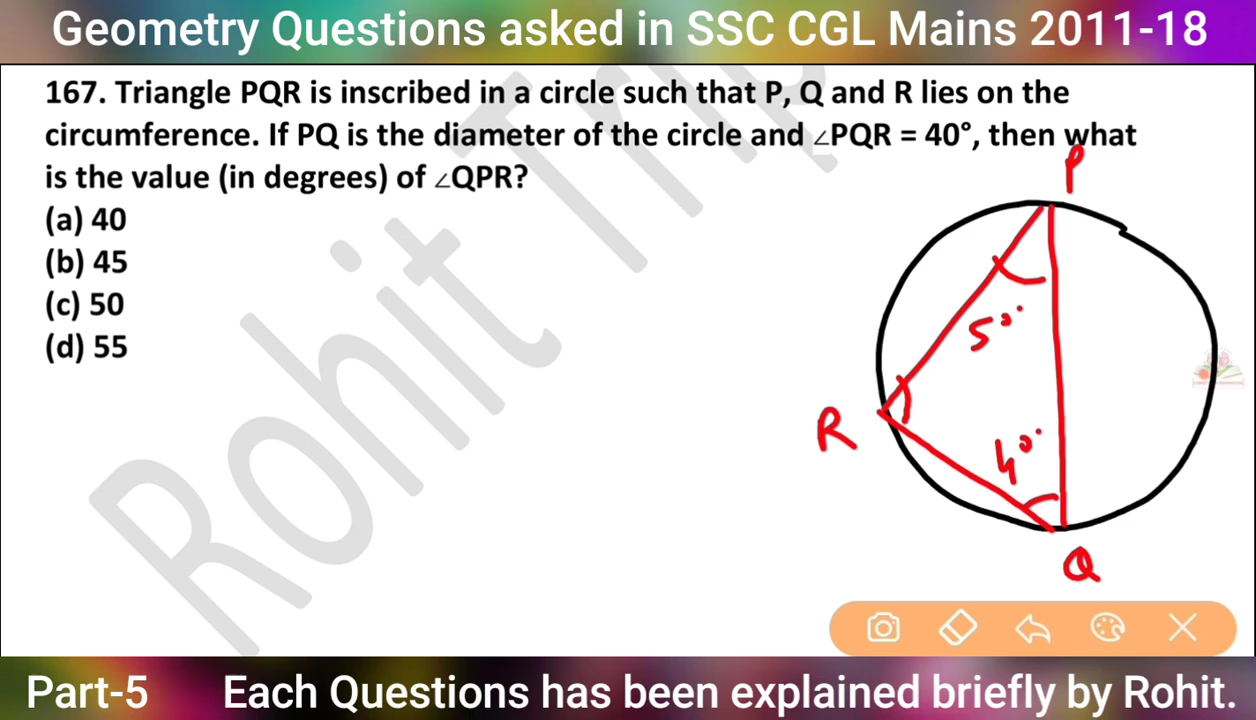 Geometry Questions asked in SSC CGL Mains 2011-18
167. Triangle PQR is inscribed in a circle such that P, Q and R lies on the
circumference. If PQ is the diameter of the circle and ∠PQR = 40°, then what
is the value (in degrees) of ∠QPR?
(a) 40
(b) 45
(c) 50
(d) 55
P
50°
R
40°
Q
Rohit Trip
Part-5 Each Questions has been explained briefly by Rohit.